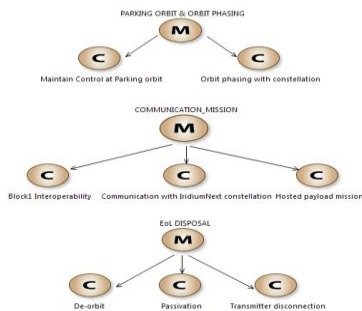 PARKING ORBIT & ORBIT PHASING
M
C C
Maintain Control at Parking orbit Orbit phasing with constellation
COMMUNICATION_MISSION
M
C C C
Block1 Interoperability Communication with IridiumNext constellation Hosted payload mission
EoL DISPOSAL
M
C C C
De-orbit Passivation Transmitter disconnection